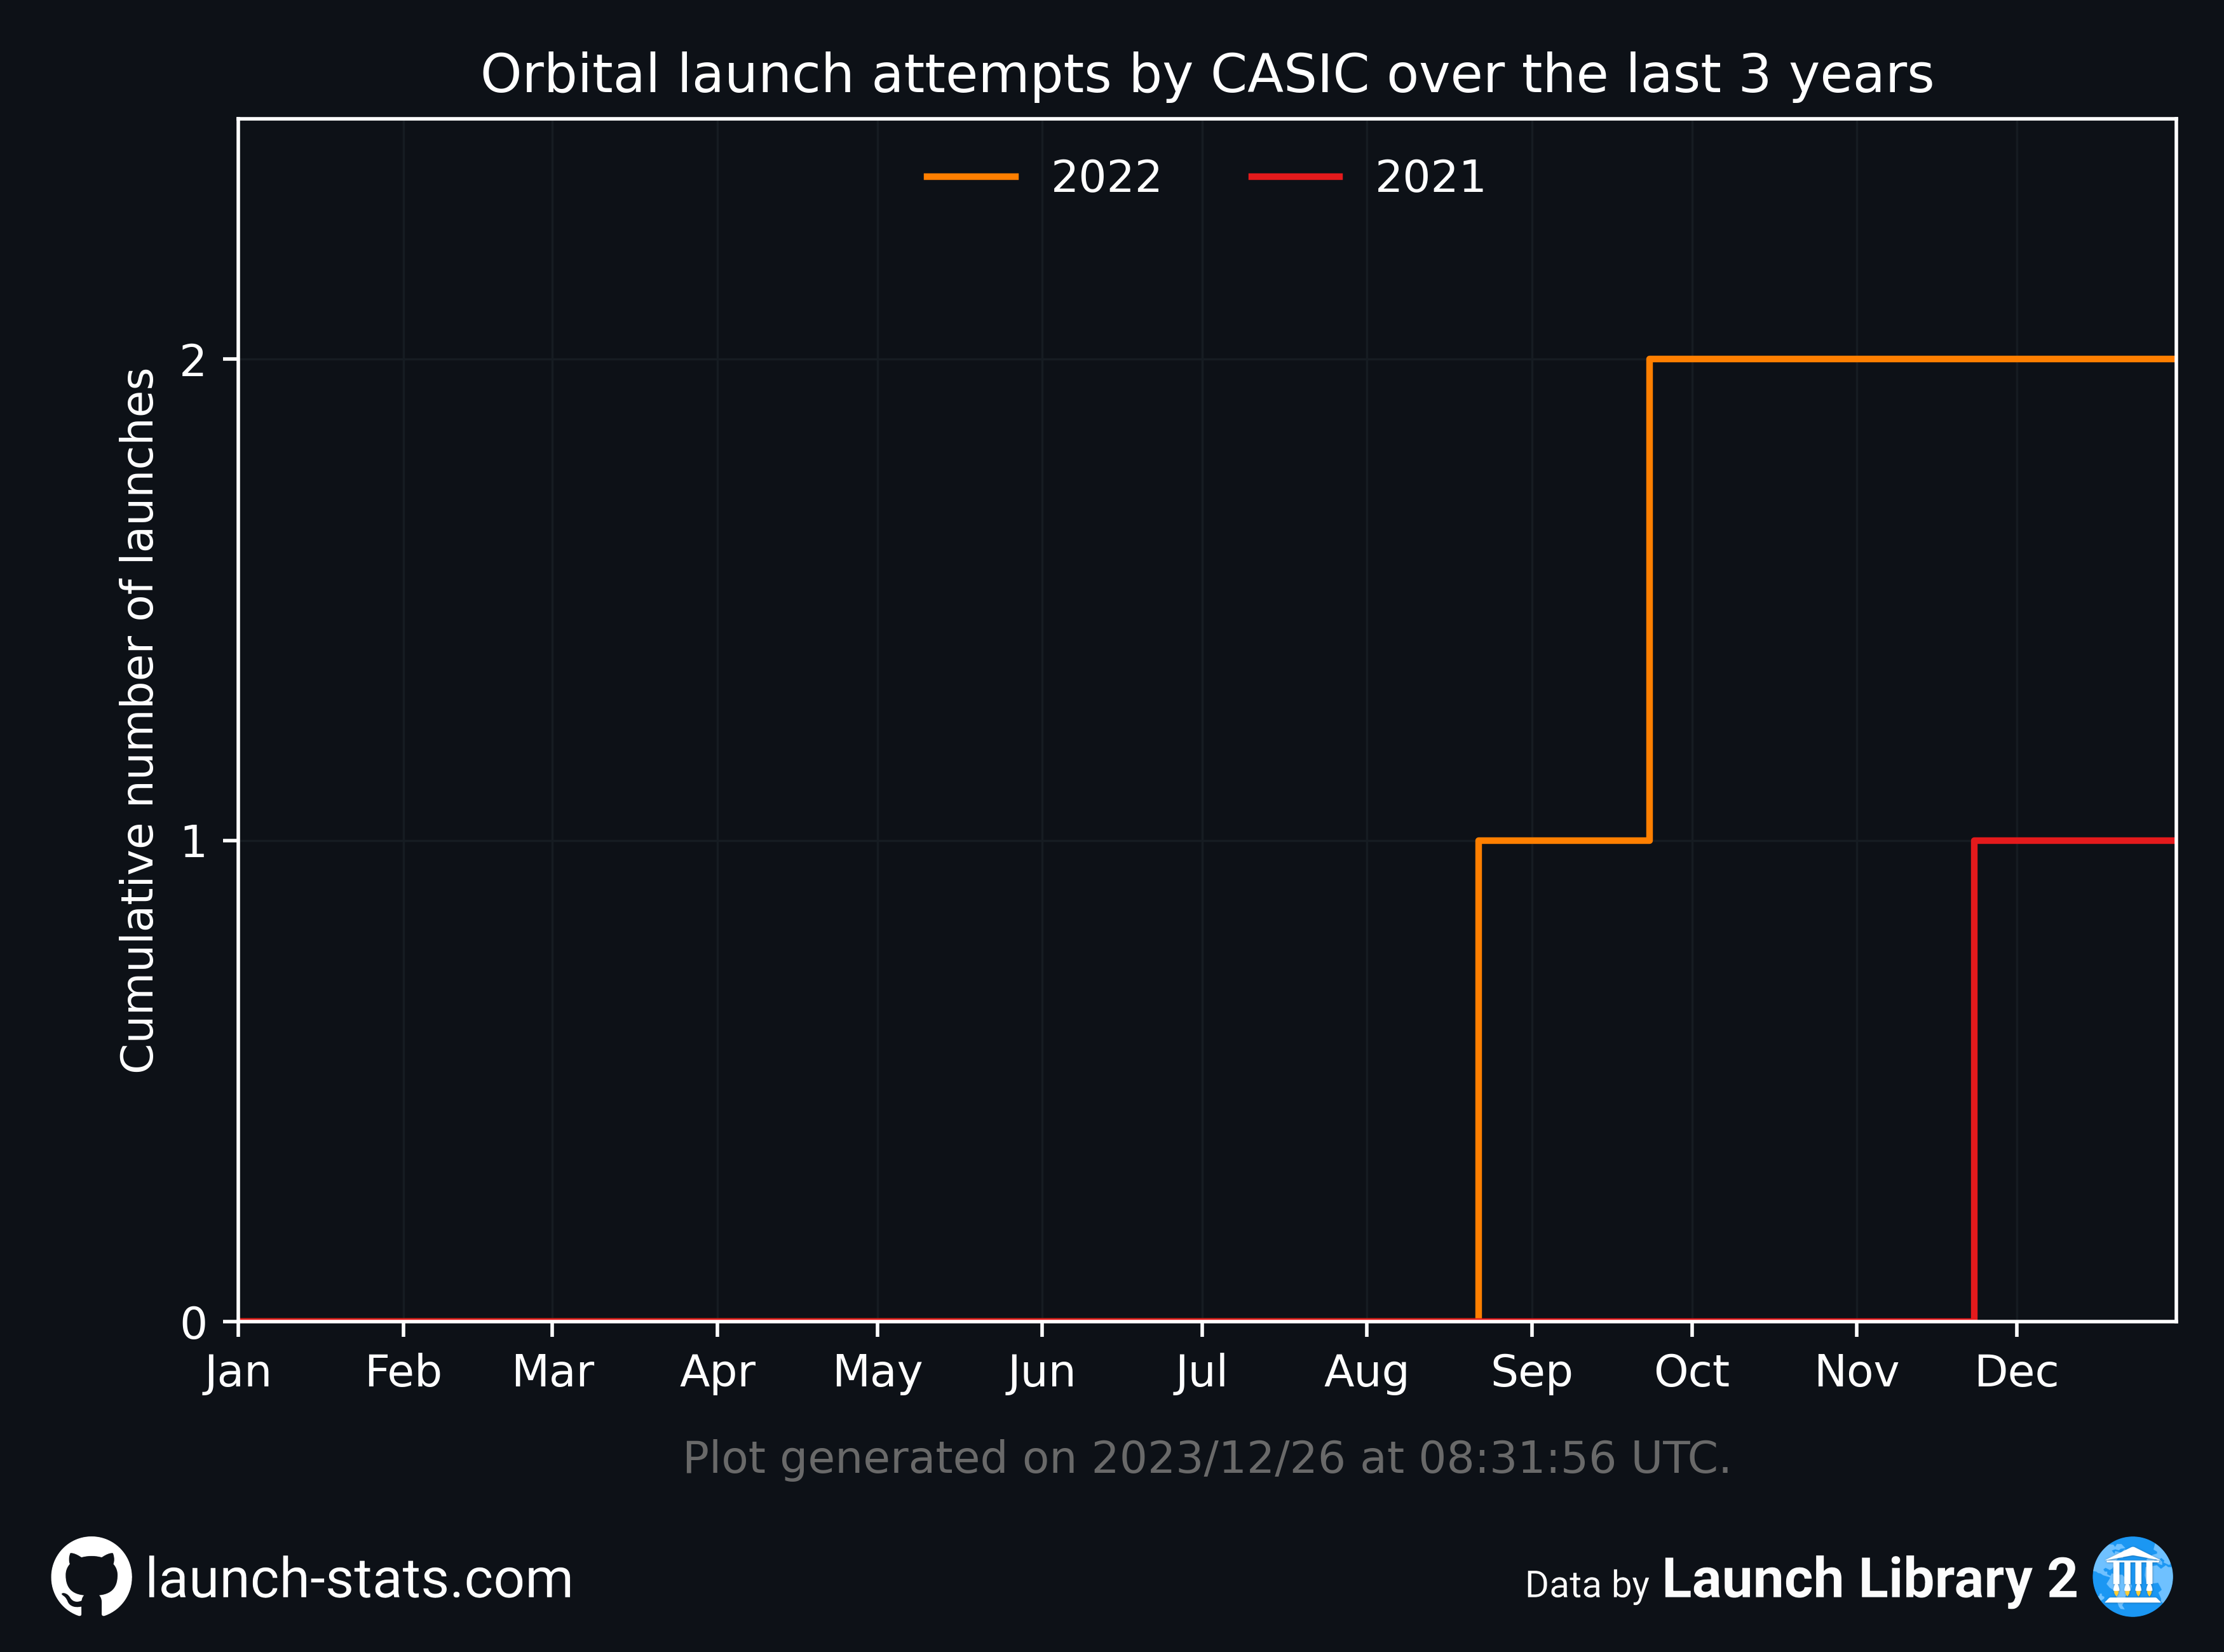 Orbital launch attempts by CASIC over the last 3 years
2022 2021
Cumulative number of launches
2
1
0
Jan Feb Mar Apr May Jun Jul Aug Sep Oct Nov Dec
Plot generated on 2023/12/26 at 08:31:56 UTC.
launch-stats.com
Data by Launch Library 2